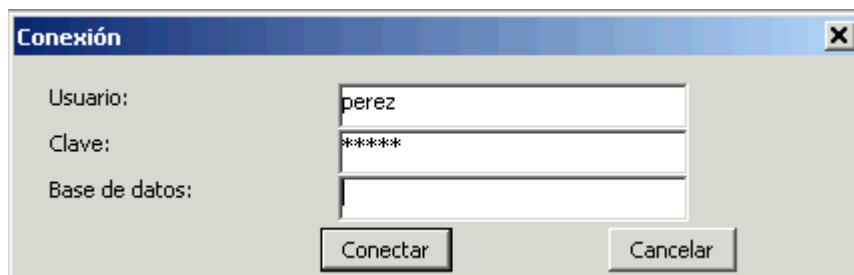 Conexión
Usuario: perez
Clave: *****
Base de datos:
Conectar Cancelar